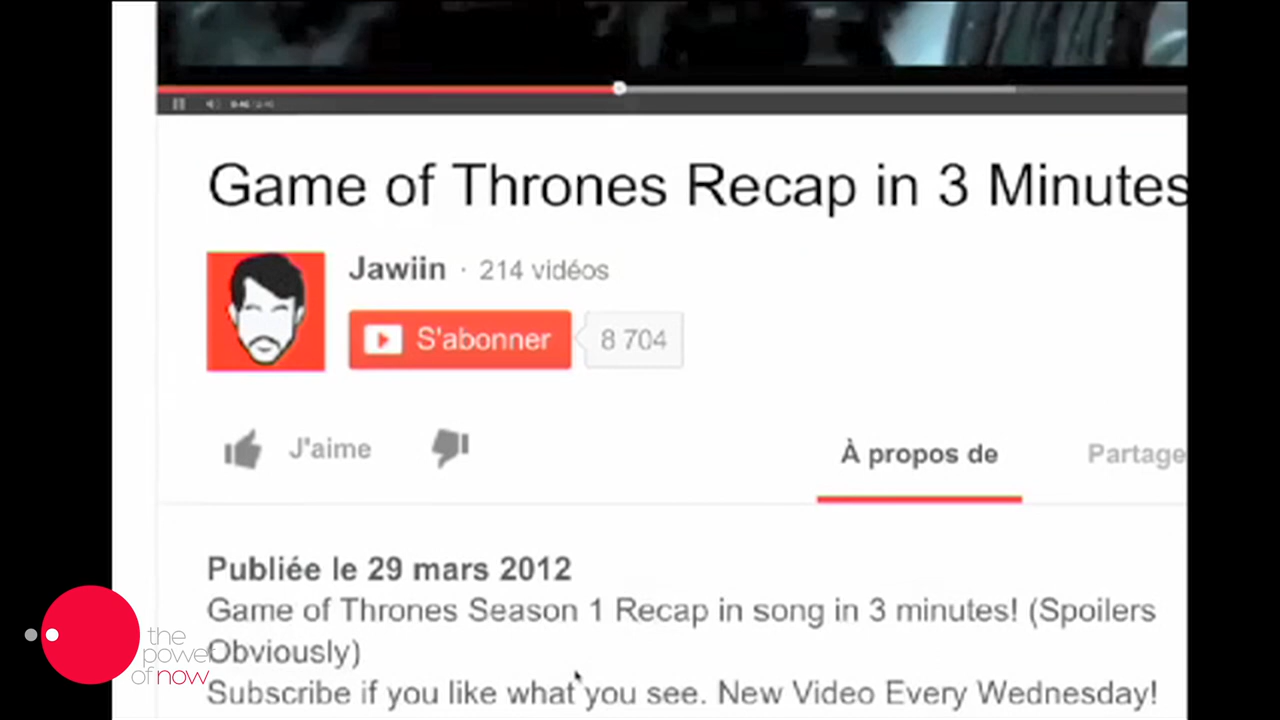 Game of Thrones Recap in 3 Minutes
Jawiin · 214 vidéos
S'abonner 8 704
J'aime
À propos de Partage
Publiée le 29 mars 2012
Game of Thrones Season 1 Recap in song in 3 minutes! (Spoilers
Obviously)
Subscribe if you like what you see. New Video Every Wednesday!
the
power
of now